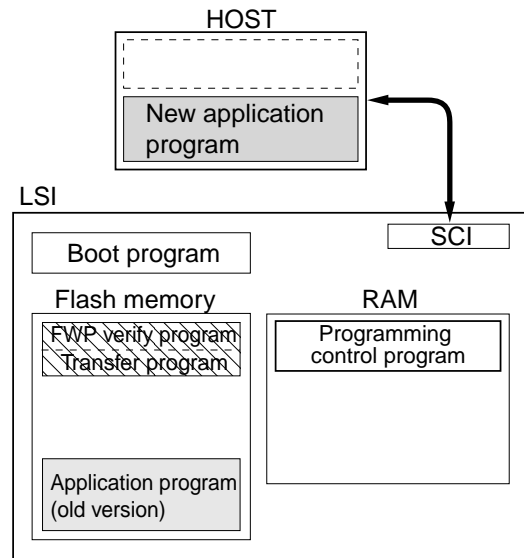 HOST
New application
program
LSI
SCI
Boot program
Flash memory
RAM
FWP verify program
Transfer program
Programming
control program
Application program
(old version)